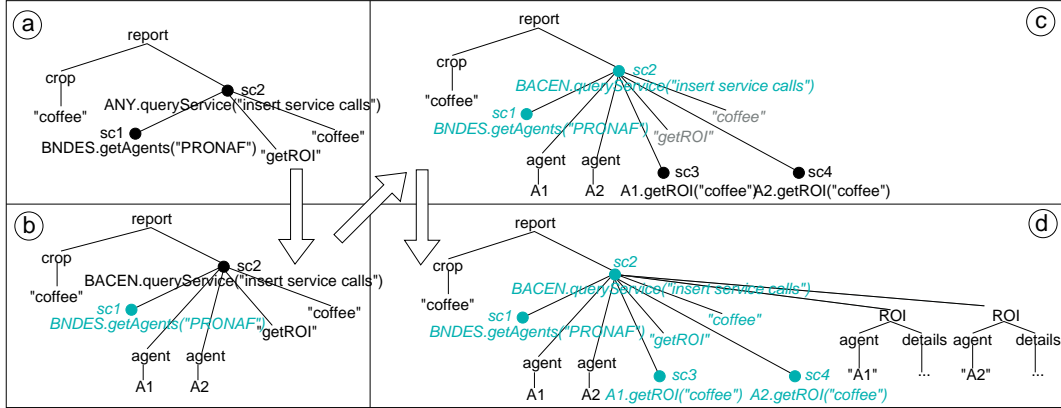 a
report
crop
sc2
"coffee"
ANY.queryService("insert service calls")
sc1
"coffee"
BNDES.getAgents("PRONAF")
"getROI"
c
report
crop
sc2
BACEN.queryService("insert service calls")
"coffee"
sc1
"coffee"
BNDES.getAgents("PRONAF")
"getROI"
agent
agent
sc3
sc4
A1
A2
A1.getROI("coffee")
A2.getROI("coffee")
b
report
crop
sc2
BACEN.queryService("insert service calls")
"coffee"
sc1
"coffee"
BNDES.getAgents("PRONAF")
"getROI"
agent
agent
A1
A2
d
report
crop
sc2
BACEN.queryService("insert service calls")
"coffee"
sc1
"coffee"
BNDES.getAgents("PRONAF")
"getROI"
ROI
ROI
agent
details
agent
details
agent
agent
sc3
sc4
"A1"
...
"A2"
...
A1
A2
A1.getROI("coffee")
A2.getROI("coffee")